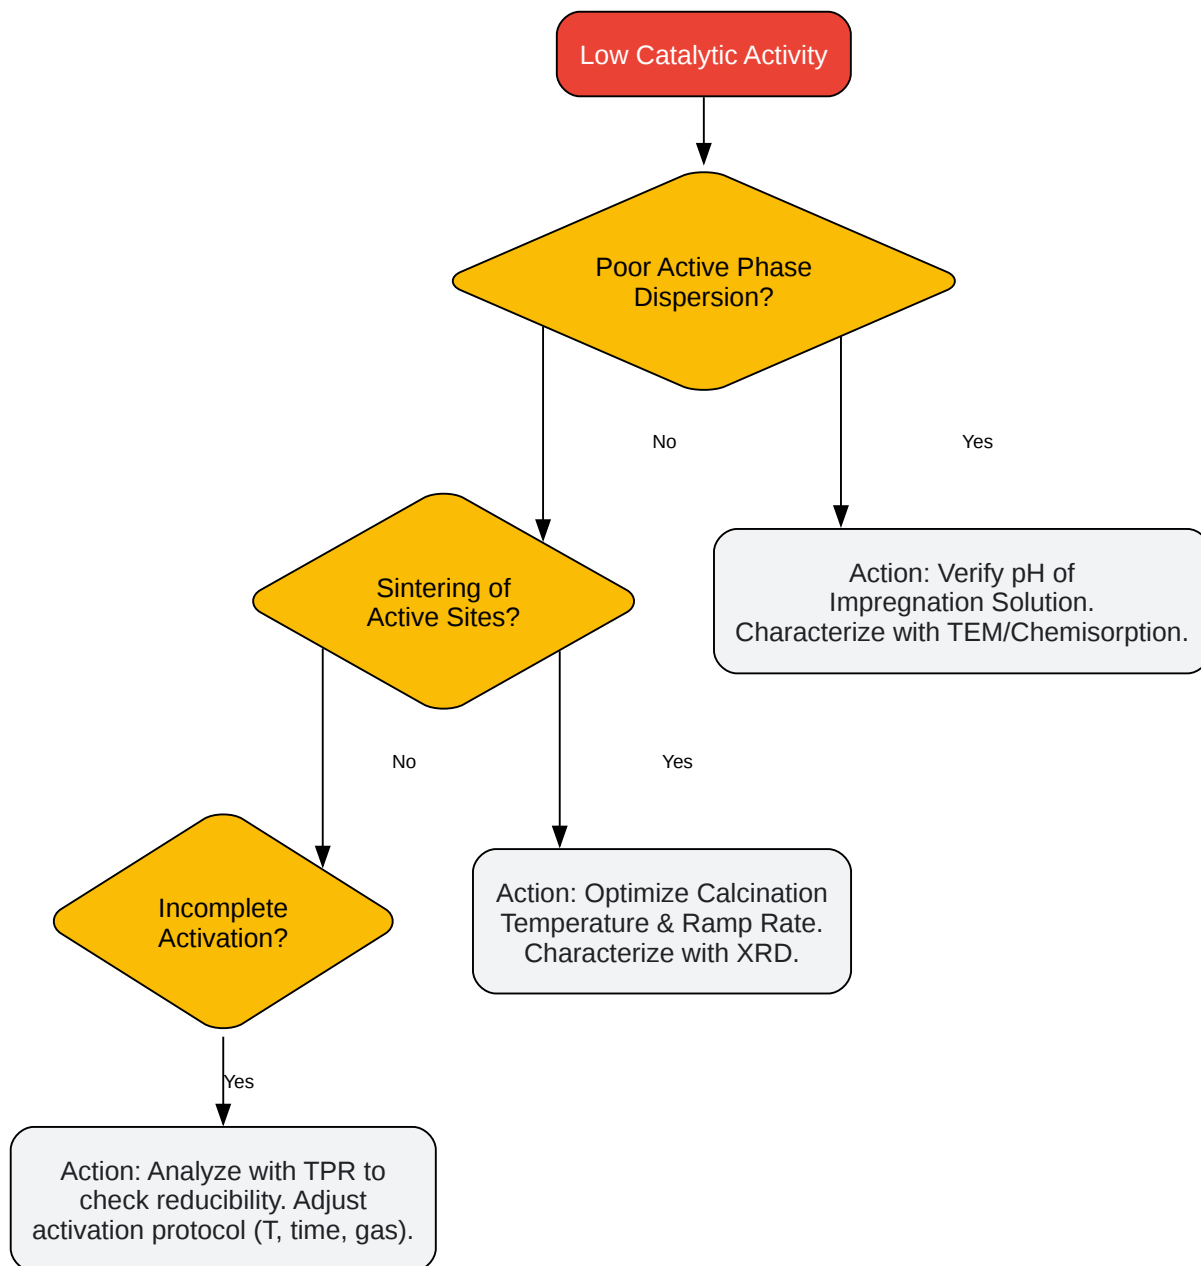 Low Catalytic Activity
Poor Active Phase
Dispersion?
No
Yes
Sintering of
Active Sites?
Action: Verify pH of
Impregnation Solution.
Characterize with TEM/Chemisorption.
No
Yes
Incomplete
Activation?
Action: Optimize Calcination
Temperature & Ramp Rate.
Characterize with XRD.
Yes
Action: Analyze with TPR to
check reducibility. Adjust
activation protocol (T, time, gas).